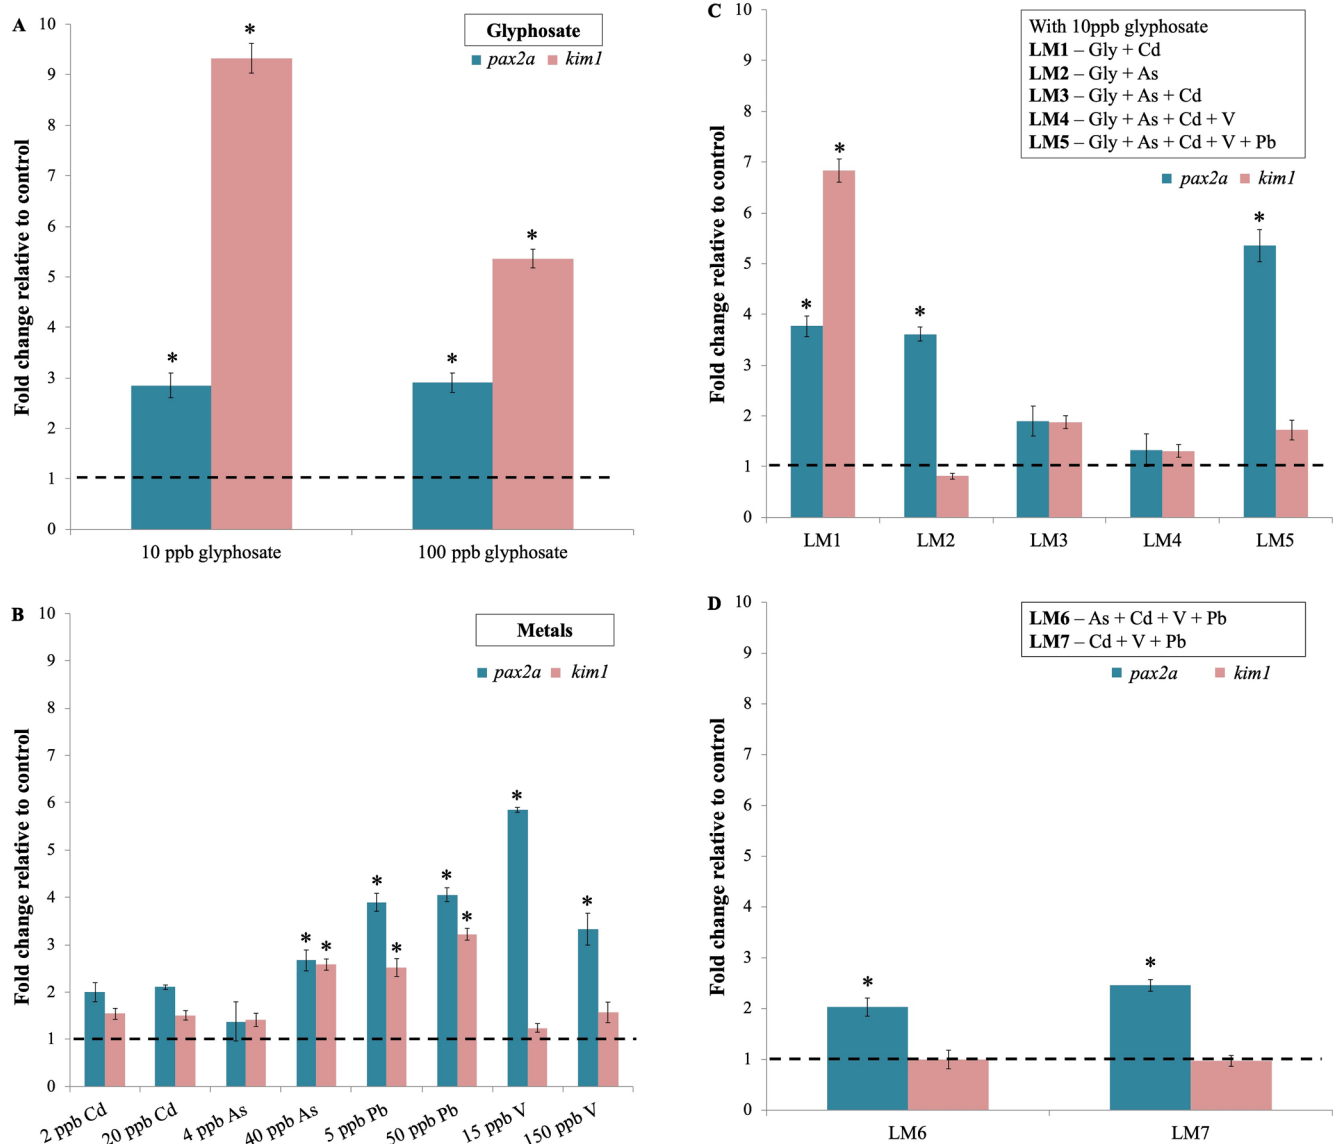 A
Glyphosate
pax2a kim1
Fold change relative to control
10
9
8
7
6
5
4
3
2
1
0
* * * *
10 ppb glyphosate 100 ppb glyphosate
C
With 10ppb glyphosate
LM1 – Gly + Cd
LM2 – Gly + As
LM3 – Gly + As + Cd
LM4 – Gly + As + Cd + V
LM5 – Gly + As + Cd + V + Pb
pax2a kim1
Fold change relative to control
10
9
8
7
6
5
4
3
2
1
0
* * * *
LM1 LM2 LM3 LM4 LM5
B
Metals
pax2a kim1
Fold change relative to control
10
9
8
7
6
5
4
3
2
1
0
* * * * * * * *
2 ppb Cd 20 ppb Cd 4 ppb As 40 ppb As 5 ppb Pb 50 ppb Pb 15 ppb V 150 ppb V
D
LM6 – As + Cd + V + Pb
LM7 – Cd + V + Pb
pax2a kim1
Fold change relative to control
10
9
8
7
6
5
4
3
2
1
0
* *
LM6 LM7